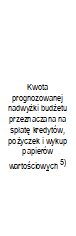 Kwota
prognozowanej
nadwyżki budżetu
przeznaczana na
spłatę kredytów,
pożyczek i wykup
papierów
wartościowych 5)